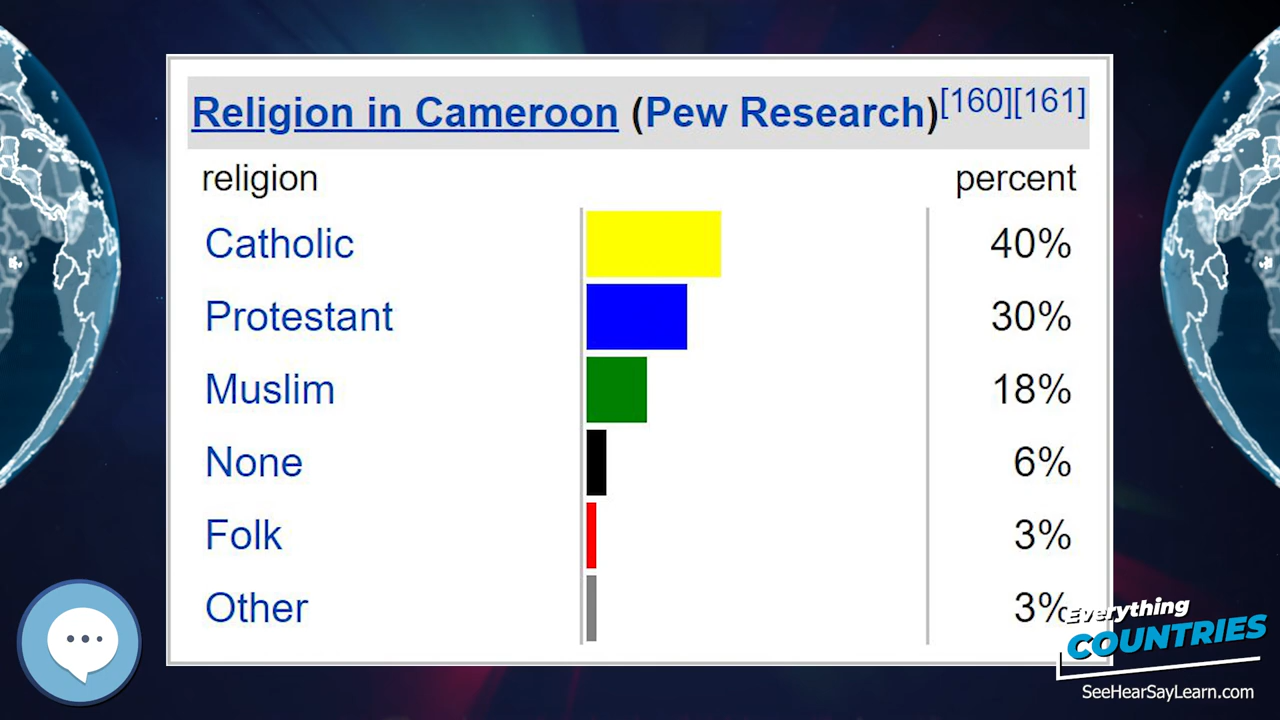 Religion in Cameroon (Pew Research)[160][161]
religion percent
Catholic 40%
Protestant 30%
Muslim 18%
None 6%
Folk 3%
Other 3%
Everything
COUNTRIES
SeeHearSayLearn.com